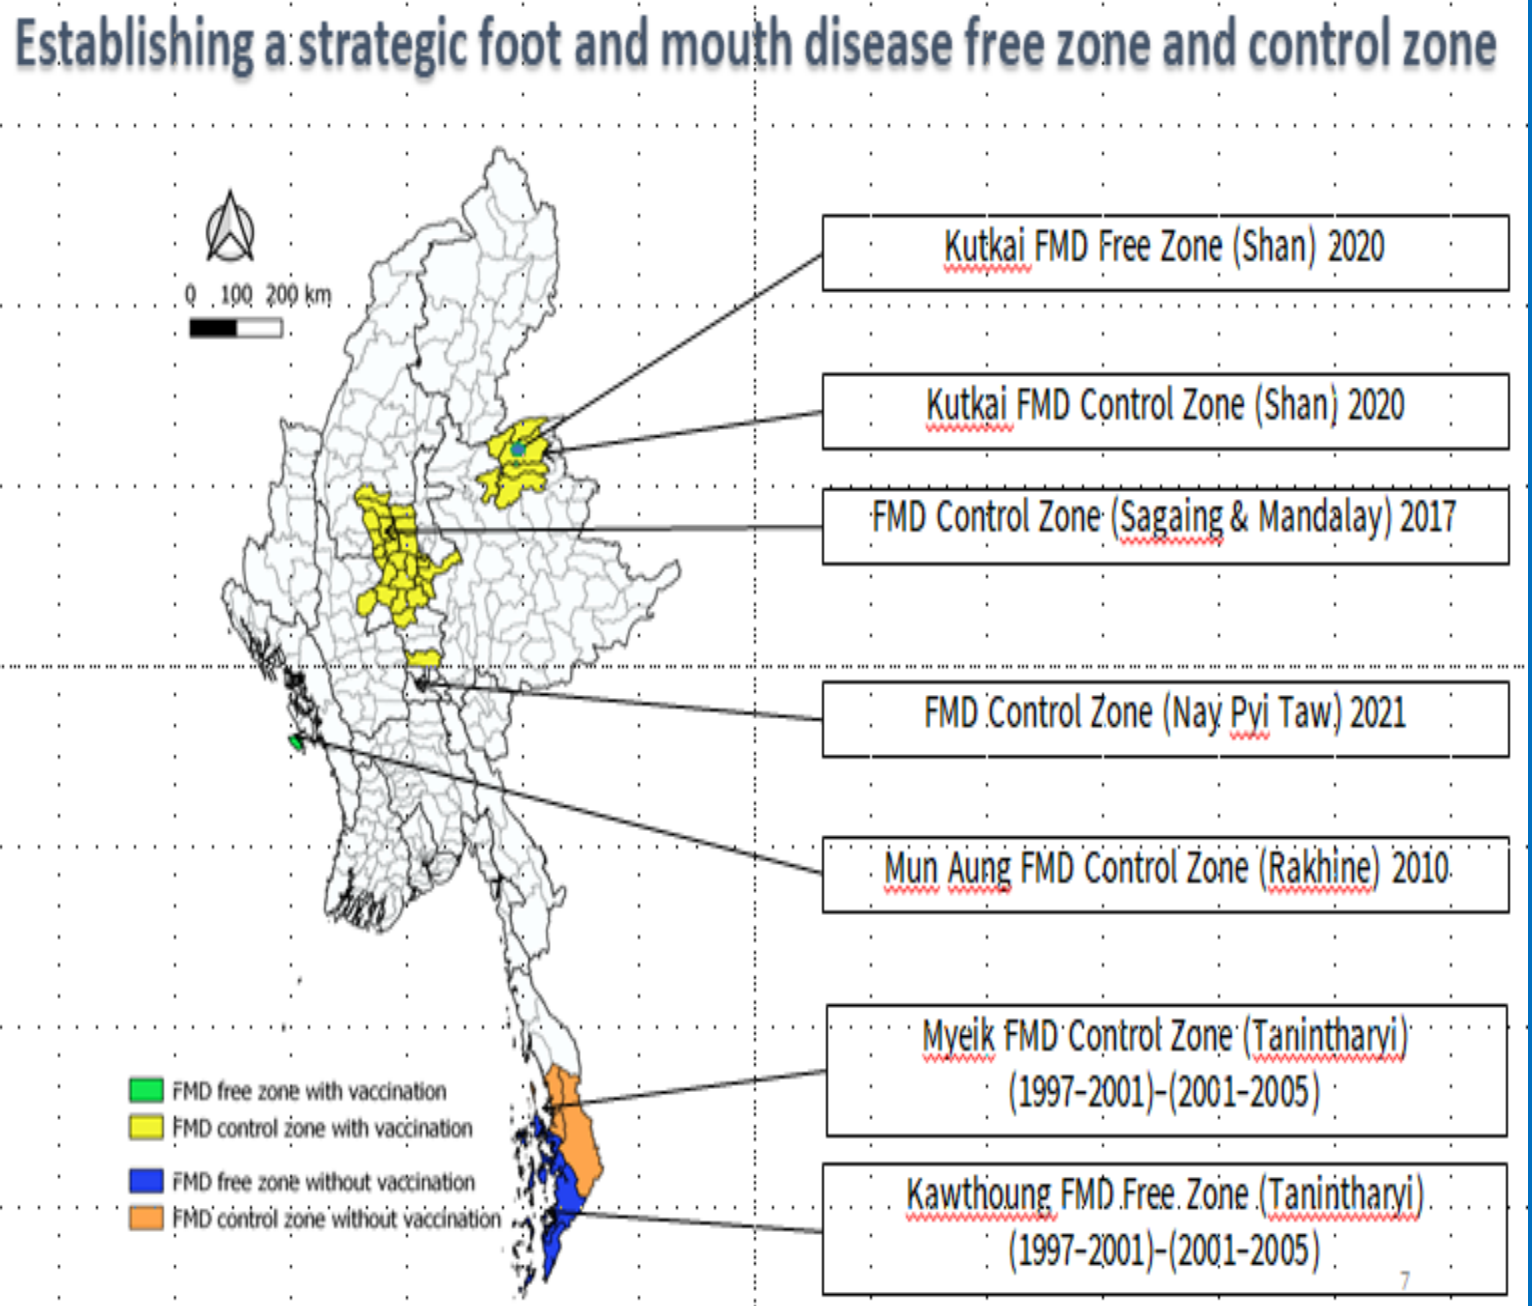 Establishing a strategic foot and mouth disease free zone and control zone
0 100 200 km
Kutkai FMD Free Zone (Shan) 2020
Kutkai FMD Control Zone (Shan) 2020
FMD Control Zone (Sagaing & Mandalay) 2017
FMD Control Zone (Nay Pyi Taw) 2021
Mun Aung FMD Control Zone (Rakhine) 2010
Myeik FMD Control Zone (Tanintharyi)
(1997–2001)–(2001–2005)
Kawthoung FMD Free Zone (Tanintharyi)
(1997–2001)–(2001–2005)
FMD free zone with vaccination
FMD control zone with vaccination
FMD free zone without vaccination
FMD control zone without vaccination
7